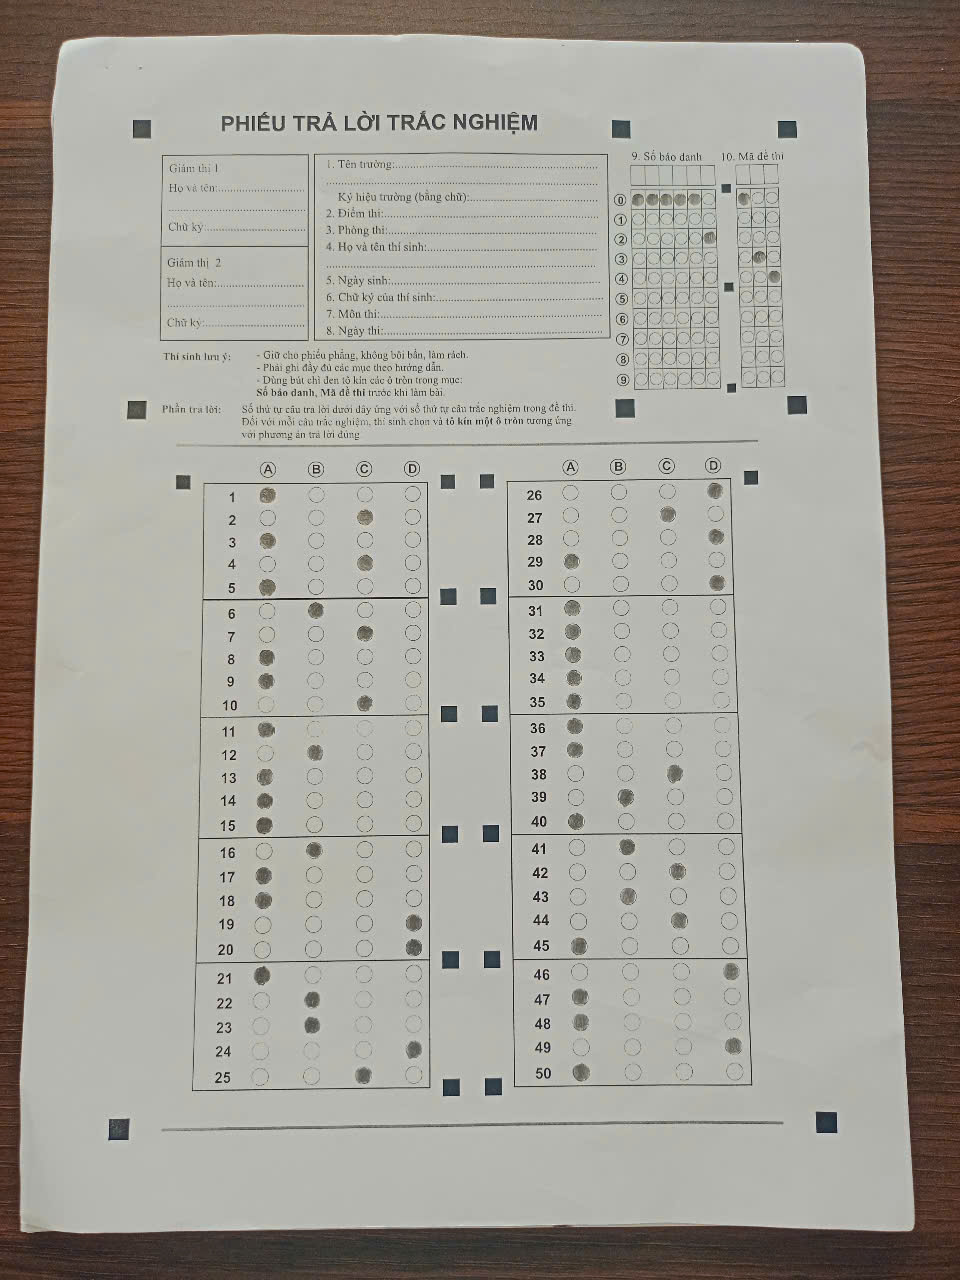 PHIẾU TRẢ LỜI TRẮC NGHIỆM
Giám thị 1
Họ và tên:
Chữ ký:
Giám thị 2
Họ và tên:
Chữ ký:
1. Tên trường:
Ký hiệu trường (bằng chữ):
2. Điểm thi:
3. Phòng thi:
4. Họ và tên thí sinh:
5. Ngày sinh:
6. Chữ ký của thí sinh:
7. Môn thi:
8. Ngày thi:
9. Số báo danh
10. Mã đề thi
0
1
2
3
4
5
6
7
8
9
Thí sinh lưu ý:
- Giữ cho phiếu phẳng, không bôi bẩn, làm rách.
- Phải ghi đầy đủ các mục theo hướng dẫn.
- Dùng bút chì đen tô kín các ô tròn trong mục:
Số báo danh, Mã đề thi trước khi làm bài.
Phần trả lời:
Số thứ tự câu trả lời dưới đây ứng với số thứ tự câu trắc nghiệm trong đề thi.
Đối với mỗi câu trắc nghiệm, thí sinh chọn và tô kín một ô tròn tương ứng
với phương án trả lời đúng
A B C D
1
2
3
4
5
6
7
8
9
10
11
12
13
14
15
16
17
18
19
20
21
22
23
24
25
A B C D
26
27
28
29
30
31
32
33
34
35
36
37
38
39
40
41
42
43
44
45
46
47
48
49
50